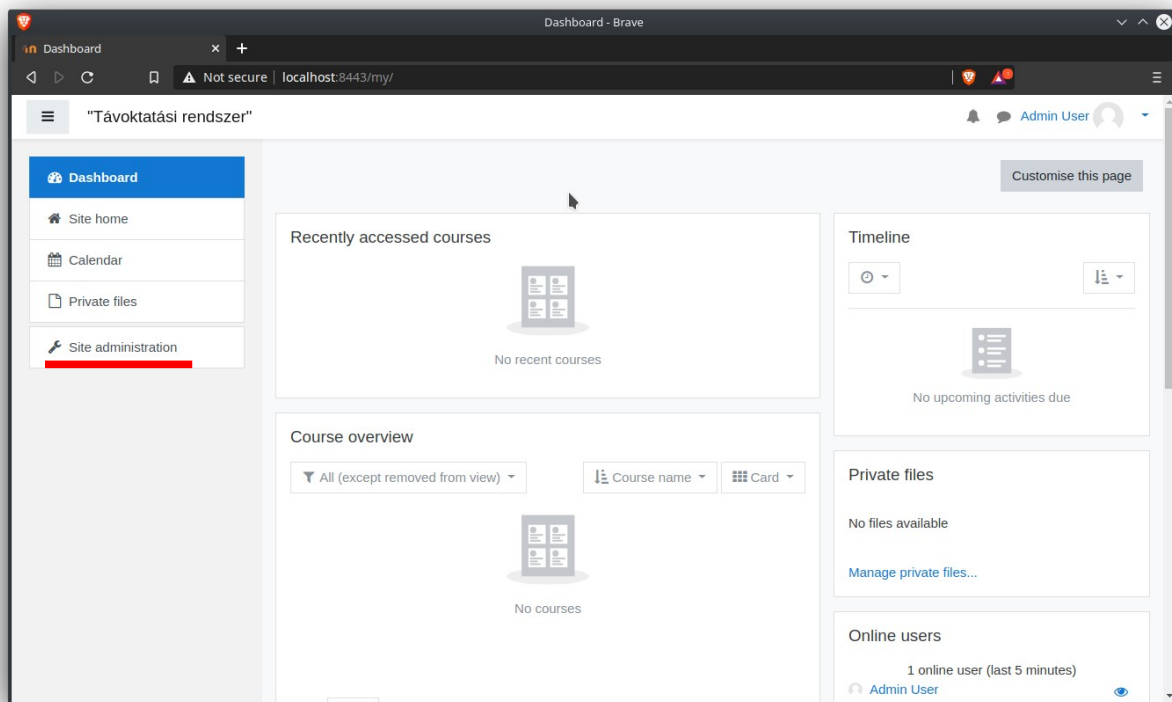 Dashboard - Brave
Dashboard
Not secure | localhost:8443/my/
"Távoktatási rendszer"
Admin User
Dashboard
Site home
Calendar
Private files
Site administration
Customise this page
Recently accessed courses
No recent courses
Course overview
All (except removed from view)
Course name
Card
No courses
Timeline
No upcoming activities due
Private files
No files available
Manage private files...
Online users
1 online user (last 5 minutes)
Admin User